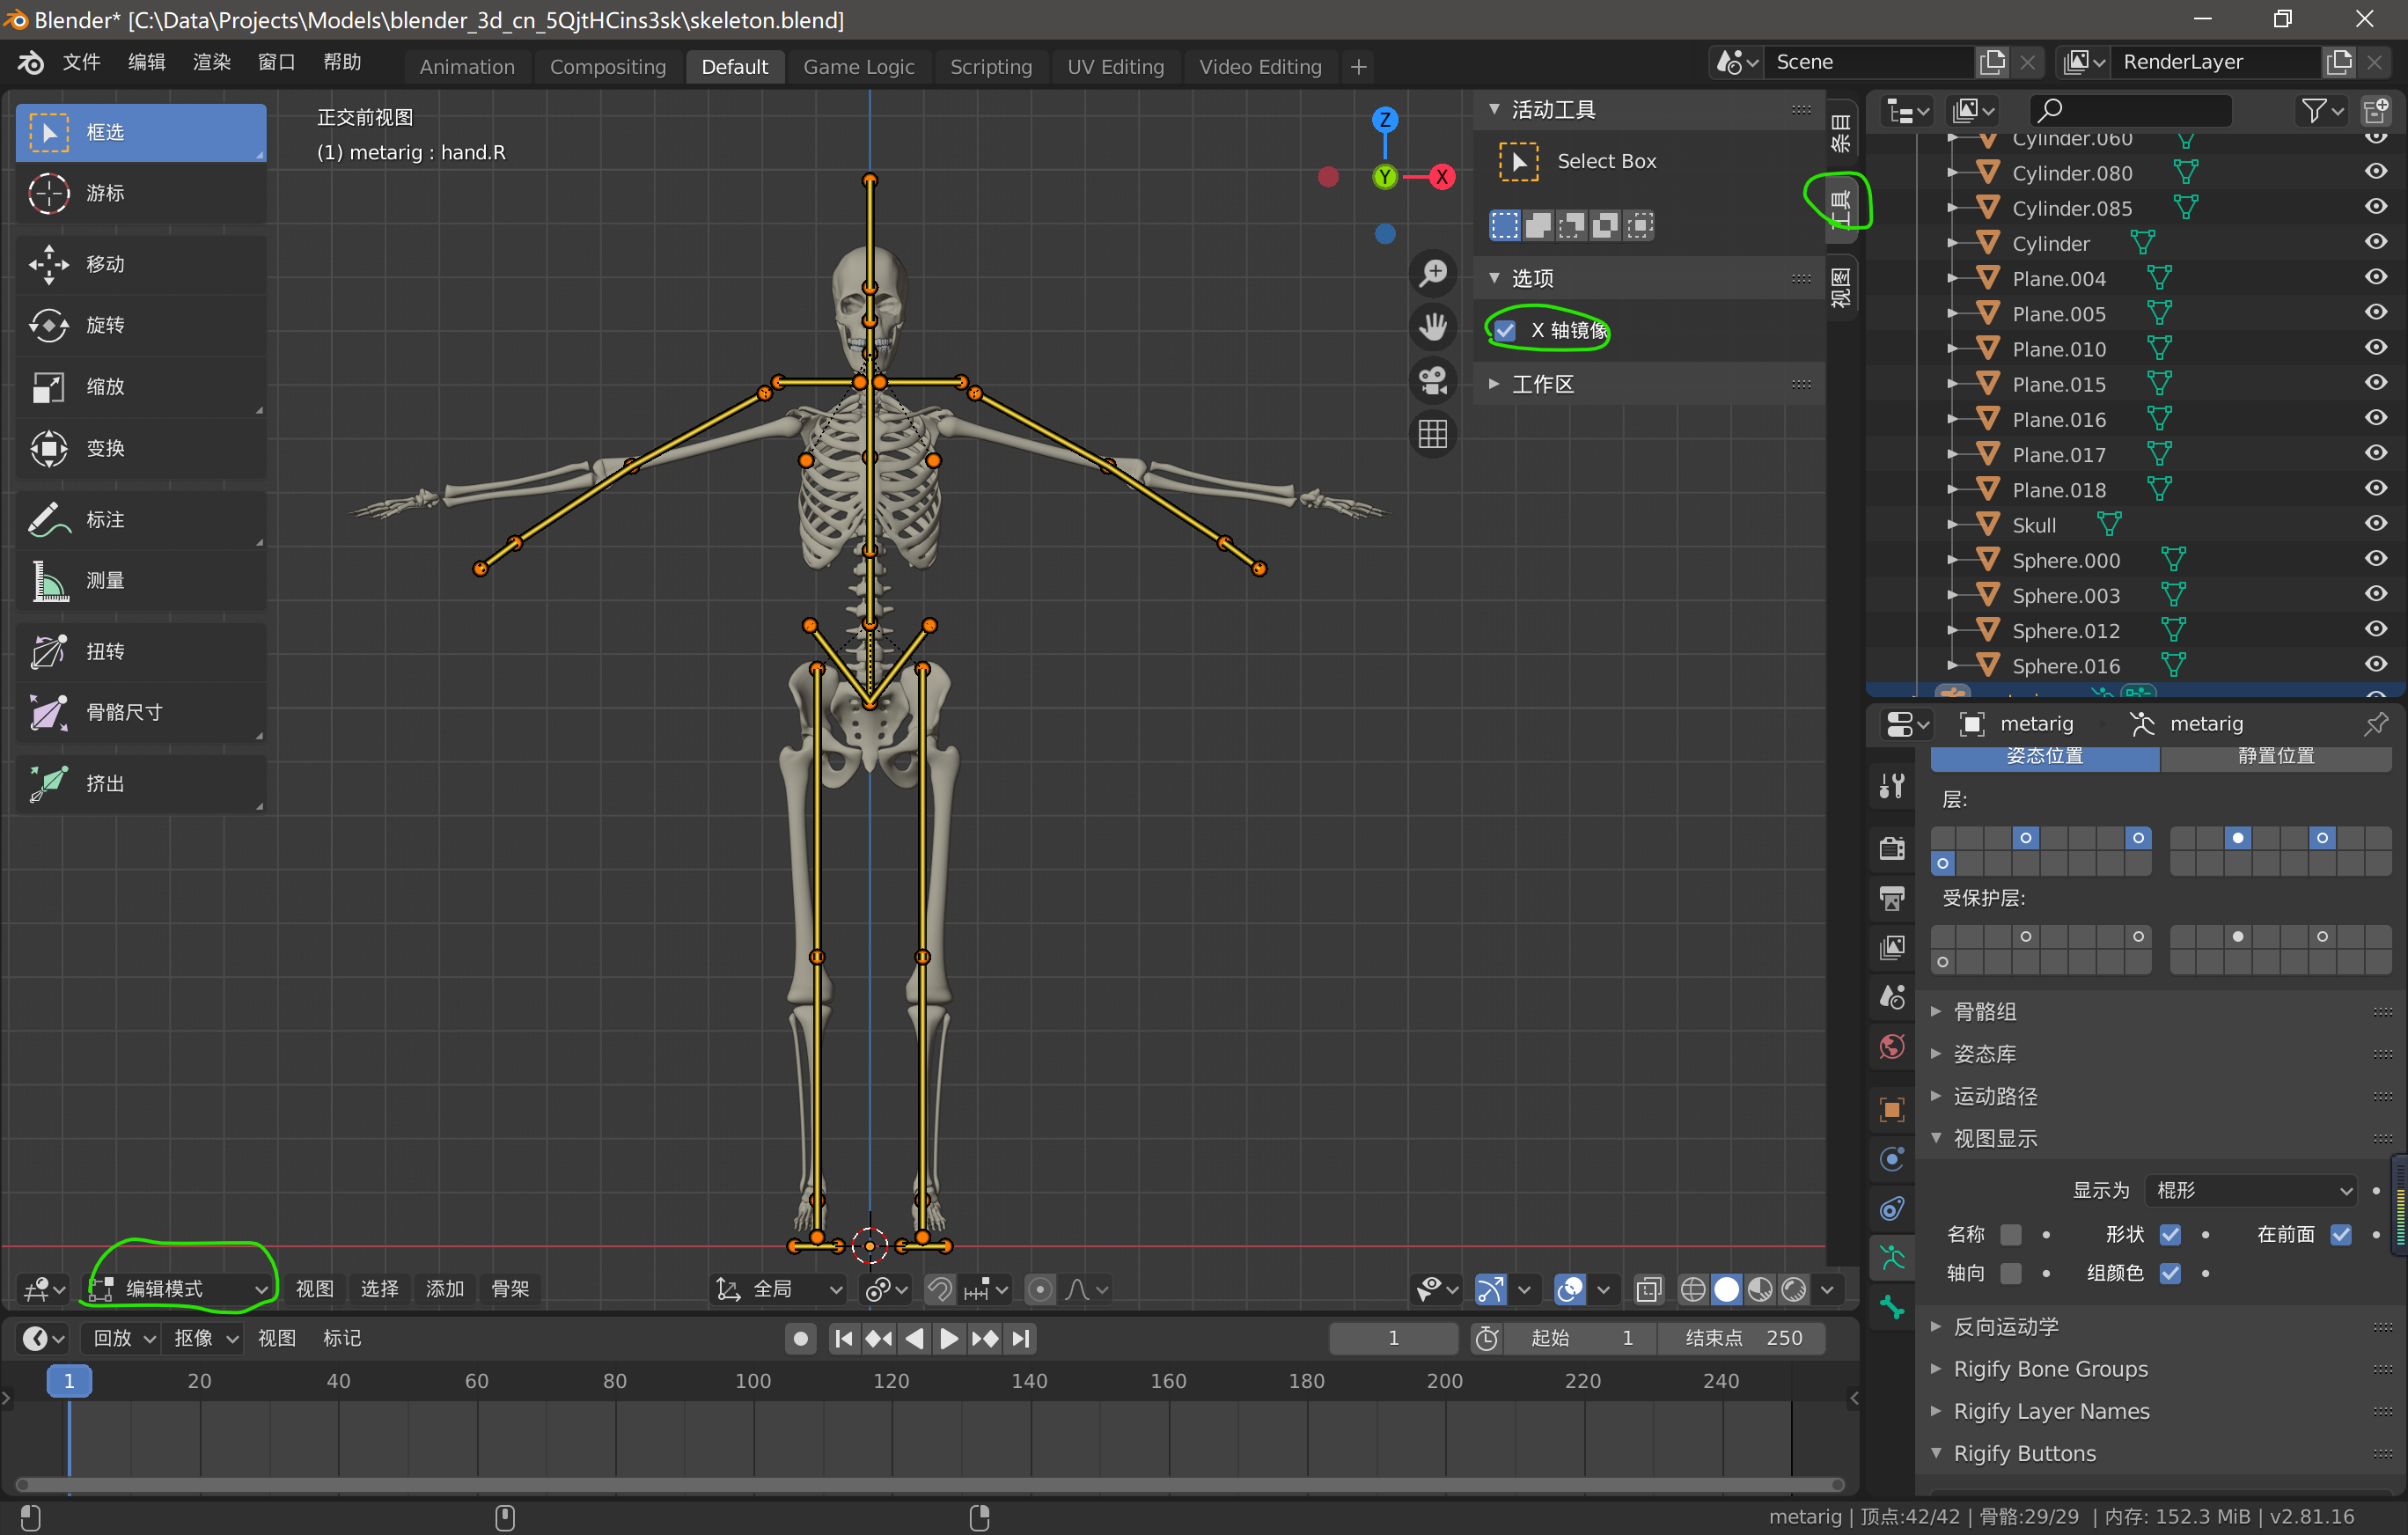 Blender* [C:\Data\Projects\Models\blender_3d_cn_5QjtHCins3sk\skeleton.blend]
文件 编辑 渲染 窗口 帮助 Animation Compositing Default Game Logic Scripting UV Editing Video Editing + Scene RenderLayer
框选
游标
移动
旋转
缩放
变换
标注
测量
扭转
骨骼尺寸
挤出
正交前视图
(1) metarig : hand.R
Z
Y
X
活动工具
Select Box
选项
X 轴镜像
工作区
条目
工具
视图
Cylinder.060
Cylinder.080
Cylinder.085
Cylinder
Plane.004
Plane.005
Plane.010
Plane.015
Plane.016
Plane.017
Plane.018
Skull
Sphere.000
Sphere.003
Sphere.012
Sphere.016
metarig metarig
姿态位置 静置位置
层:
受保护层:
骨骼组
姿态库
运动路径
视图显示
显示为 棍形
名称 形状 在前面
轴向 组颜色
反向运动学
Rigify Bone Groups
Rigify Layer Names
Rigify Buttons
编辑模式 视图 选择 添加 骨架 全局
回放 抠像 视图 标记 1 起始 1 结束点 250
1 20 40 60 80 100 120 140 160 180 200 220 240
metarig | 顶点:42/42 | 骨骼:29/29 | 内存: 152.3 MiB | v2.81.16